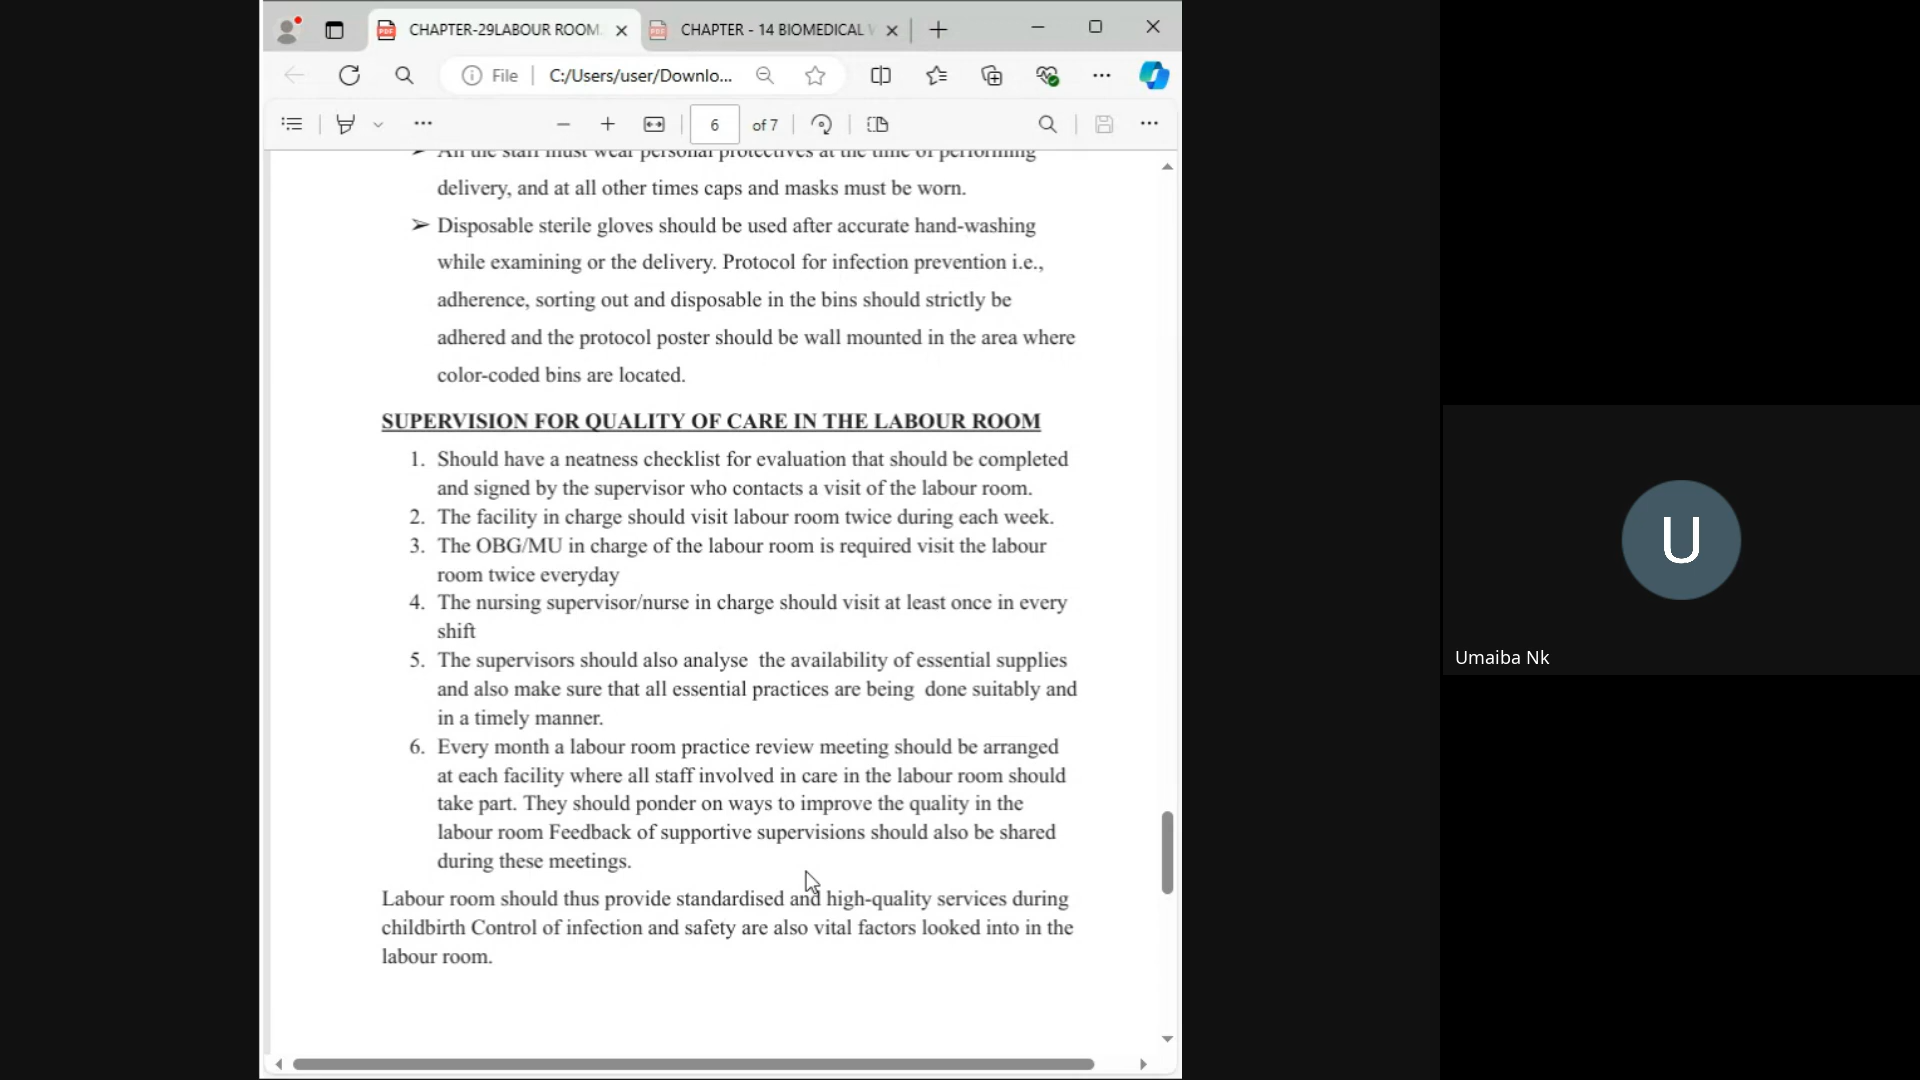 CHAPTER-29LABOUR ROOM.
CHAPTER - 14 BIOMEDICAL
File
C:/Users/user/Downlo...
6 of 7
➢ All the staff must wear personal protectives at the time of performing
delivery, and at all other times caps and masks must be worn.
➢ Disposable sterile gloves should be used after accurate hand-washing
while examining or the delivery. Protocol for infection prevention i.e.,
adherence, sorting out and disposable in the bins should strictly be
adhered and the protocol poster should be wall mounted in the area where
color-coded bins are located.
SUPERVISION FOR QUALITY OF CARE IN THE LABOUR ROOM
1. Should have a neatness checklist for evaluation that should be completed
and signed by the supervisor who contacts a visit of the labour room.
2. The facility in charge should visit labour room twice during each week.
3. The OBG/MU in charge of the labour room is required visit the labour
room twice everyday
4. The nursing supervisor/nurse in charge should visit at least once in every
shift
5. The supervisors should also analyse the availability of essential supplies
and also make sure that all essential practices are being done suitably and
in a timely manner.
6. Every month a labour room practice review meeting should be arranged
at each facility where all staff involved in care in the labour room should
take part. They should ponder on ways to improve the quality in the
labour room Feedback of supportive supervisions should also be shared
during these meetings.
Labour room should thus provide standardised and high-quality services during
childbirth Control of infection and safety are also vital factors looked into in the
labour room.
U
Umaiba Nk